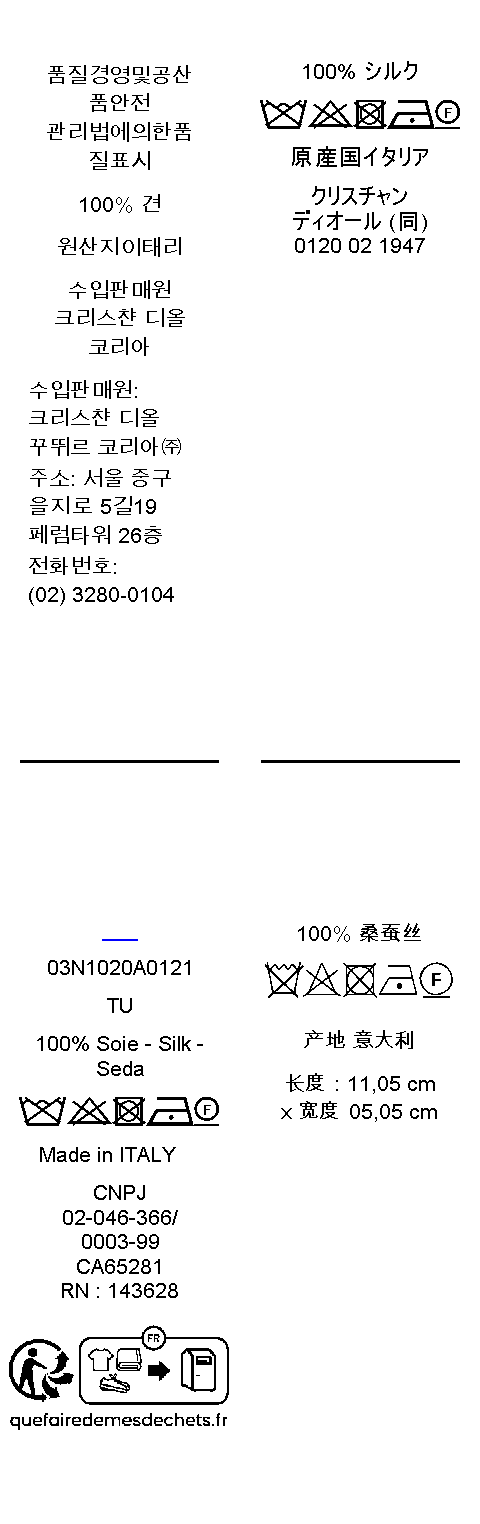 품질경영및공산
품안전
관리법에의한품
질표시
100% 견
원산지이태리
수입판매원
크리스챤 디올
코리아
수입판매원:
크리스챤 디올
꾸뛰르 코리아㈜
주소: 서울 중구
을지로 5길19
페럼타워 26층
전화번호:
(02) 3280-0104
100% シルク
F
原産国イタリア
クリスチャン
ディオール (同)
0120 02 1947
03N1020A0121
TU
100% Soie - Silk -
Seda
F
Made in ITALY
CNPJ
02-046-366/
0003-99
CA65281
RN : 143628
FR
quefairedemesdechets.fr
100% 桑蚕丝
F
产地 意大利
长度 : 11,05 cm
x 宽度 05,05 cm